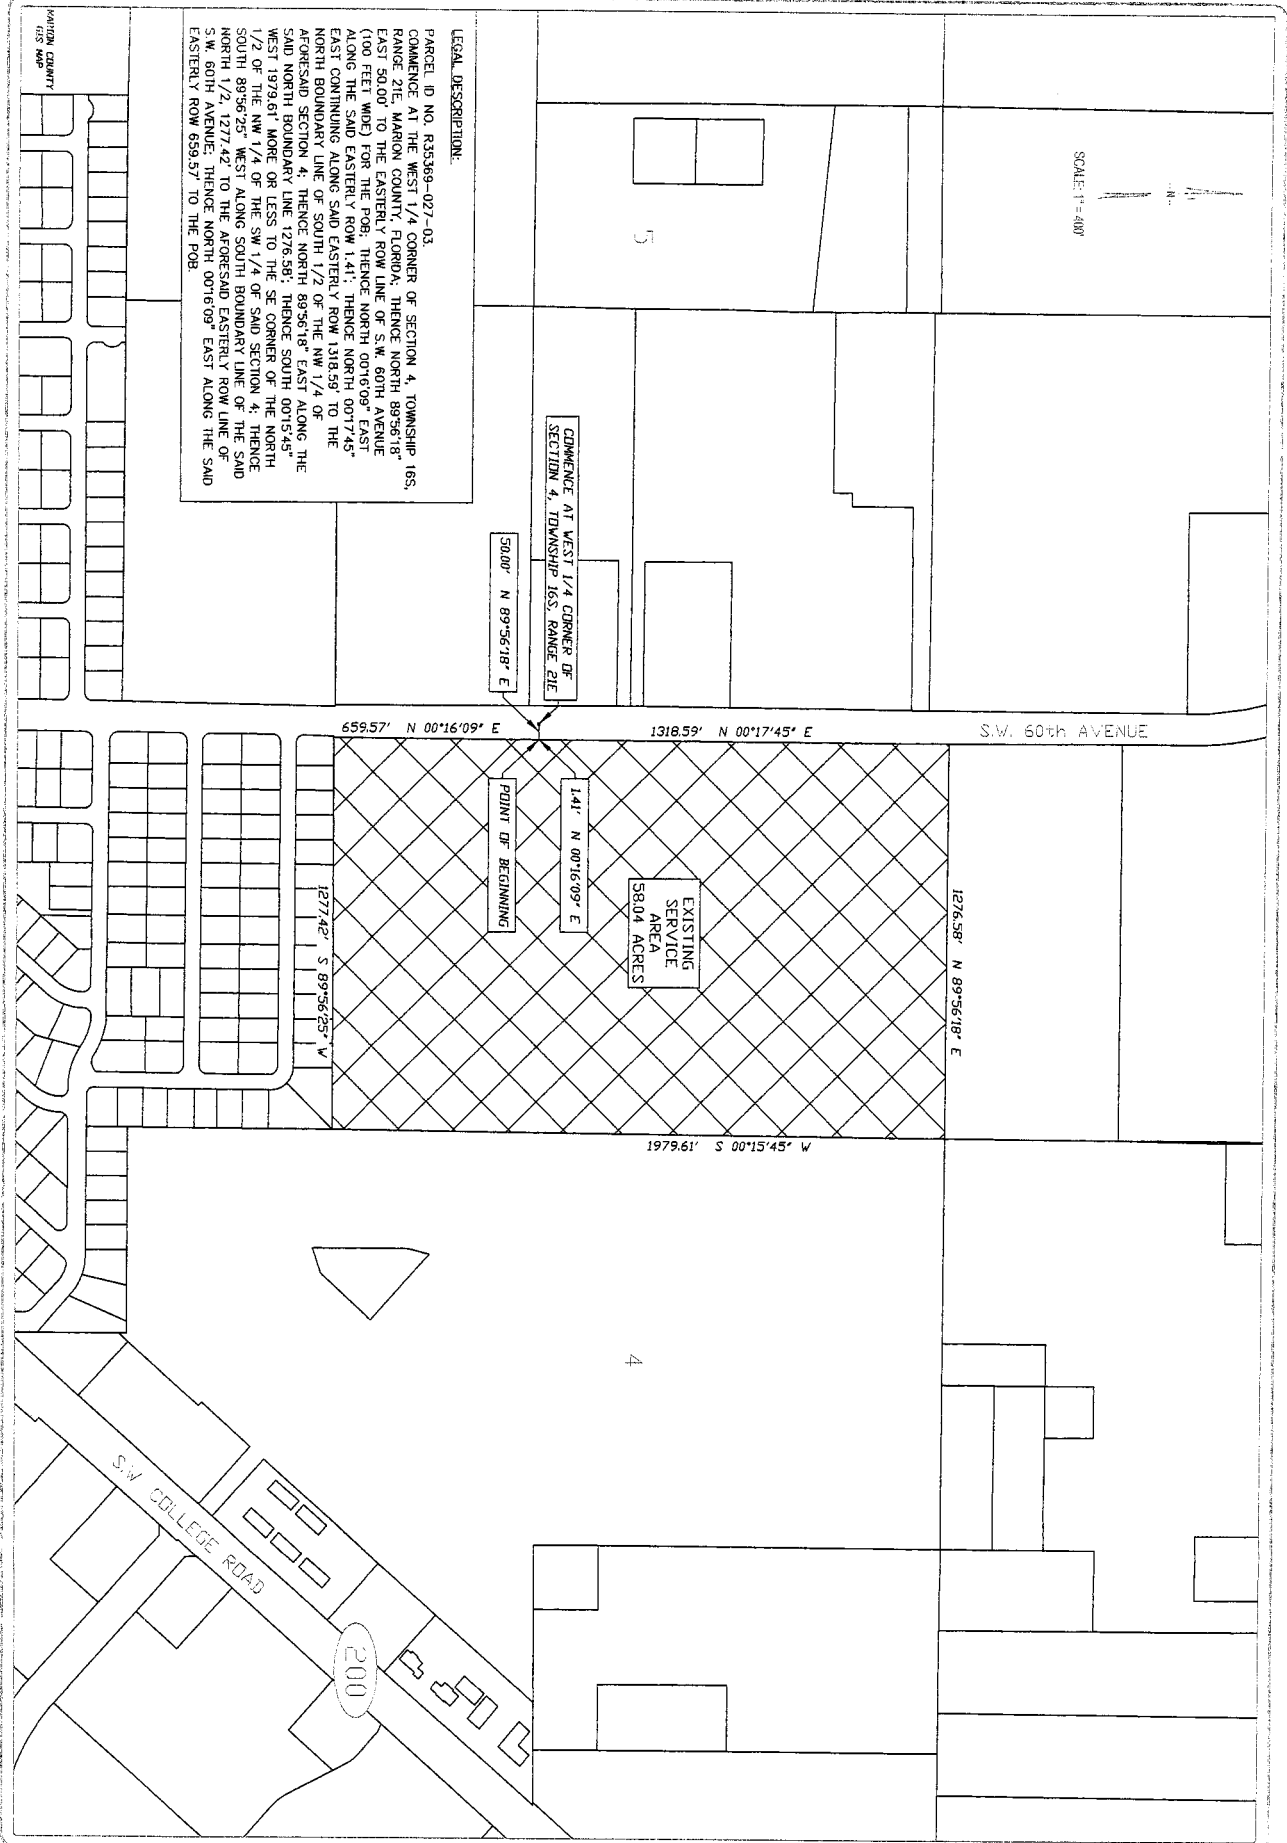 SCALE: 1" = 400'
-N-
5
LEGAL DESCRIPTION:
PARCEL ID NO. R35369-027-03.
COMMENCE AT THE WEST 1/4 CORNER OF SECTION 4, TOWNSHIP 16S,
RANGE 21E, MARION COUNTY, FLORIDA; THENCE NORTH 89°56'18"
EAST 50.00' TO THE EASTERLY ROW LINE OF S.W. 60TH AVENUE
(100 FEET WIDE) FOR THE POB; THENCE NORTH 00°16'09" EAST
ALONG THE SAID EASTERLY ROW 1.41'; THENCE NORTH 00°17'45"
EAST CONTINUING ALONG SAID EASTERLY ROW 1318.59' TO THE
NORTH BOUNDARY LINE OF SOUTH 1/2 OF THE NW 1/4 OF
AFORESAID SECTION 4; THENCE NORTH 89°56'18" EAST ALONG THE
SAID NORTH BOUNDARY LINE 1276.58'; THENCE SOUTH 00°15'45"
WEST 1979.61' MORE OR LESS TO THE SE CORNER OF THE NORTH
1/2 OF THE NW 1/4 OF THE SW 1/4 OF SAID SECTION 4; THENCE
SOUTH 89°56'25" WEST ALONG SOUTH BOUNDARY LINE OF THE SAID
NORTH 1/2, 1277.42' TO THE AFORESAID EASTERLY ROW LINE OF
S.W. 60TH AVENUE; THENCE NORTH 00°16'09" EAST ALONG THE SAID
EASTERLY ROW 659.57' TO THE POB.
MARION COUNTY
GIS MAP
COMMENCE AT WEST 1/4 CORNER OF
SECTION 4, TOWNSHIP 16S, RANGE 21E
50.00' N 89°56'18" E
S.W. 60th AVENUE
1318.59' N 00°17'45" E
659.57' N 00°16'09" E
1.41' N 00°16'09" E
POINT OF BEGINNING
EXISTING
SERVICE
AREA
58.04 ACRES
1276.58' N 89°56'18" E
1277.42' S 89°56'25" W
1979.61' S 00°15'45" W
4
S.W COLLEGE ROAD
200